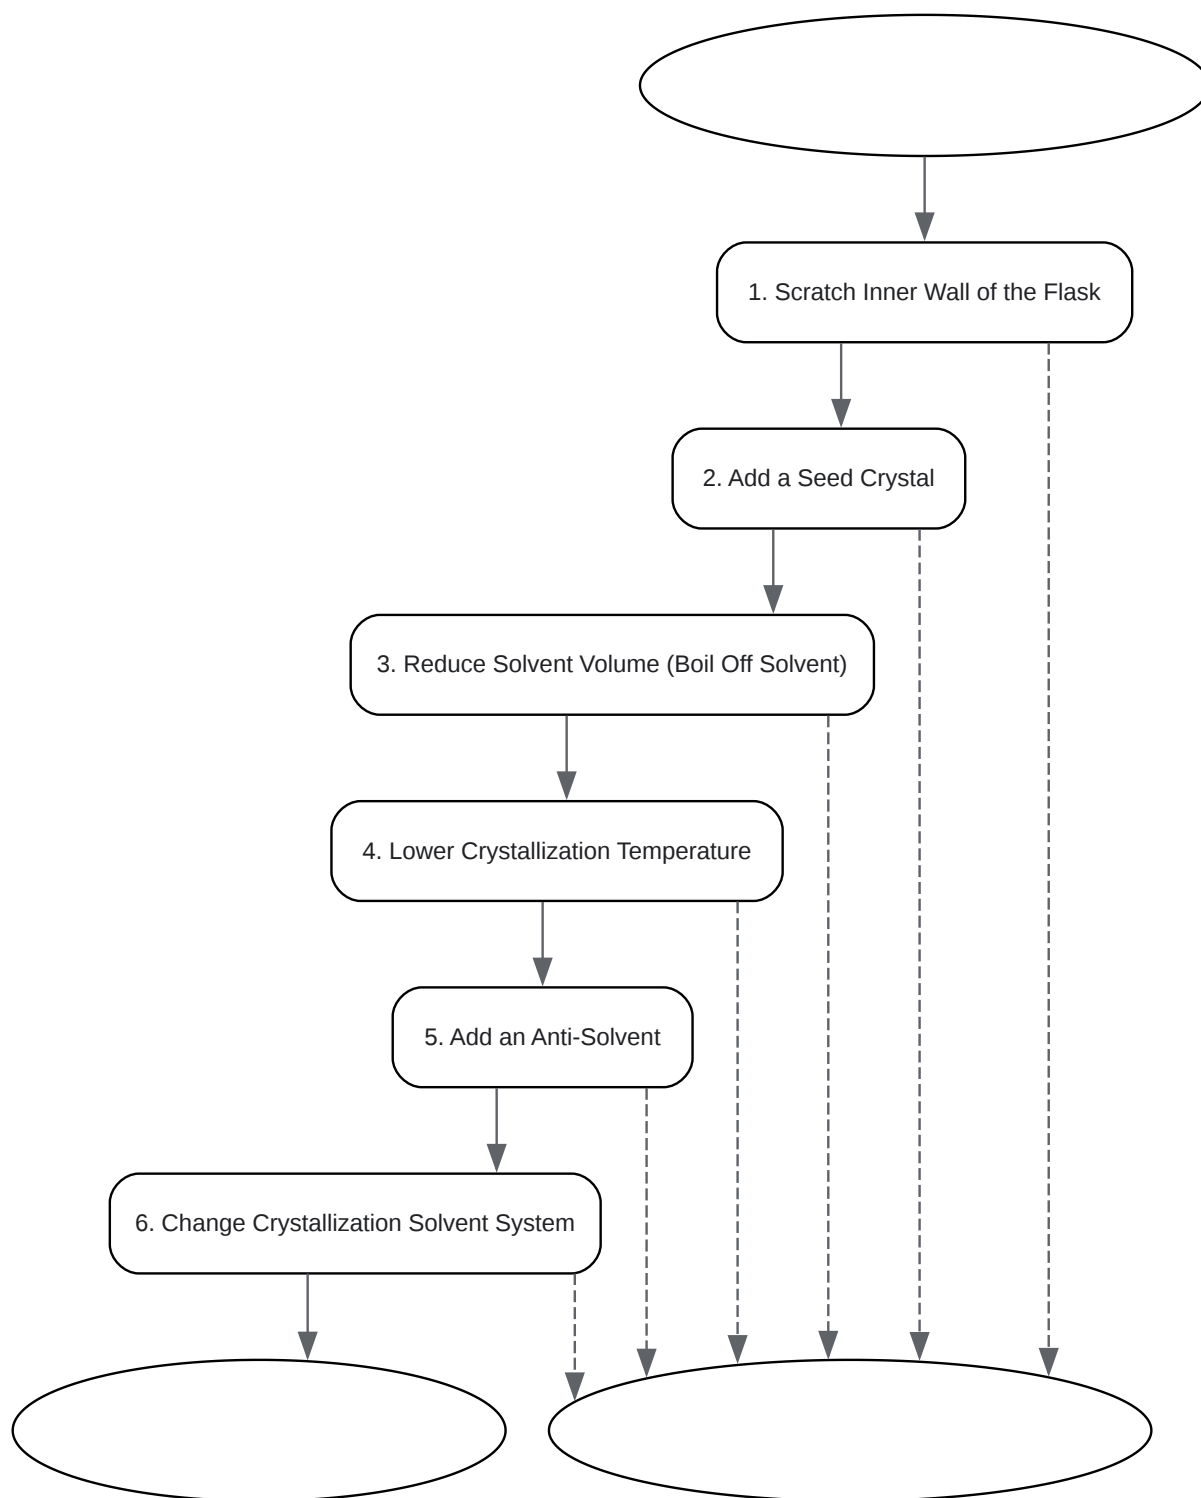 1. Scratch Inner Wall of the Flask
2. Add a Seed Crystal
3. Reduce Solvent Volume (Boil Off Solvent)
4. Lower Crystallization Temperature
5. Add an Anti-Solvent
6. Change Crystallization Solvent System